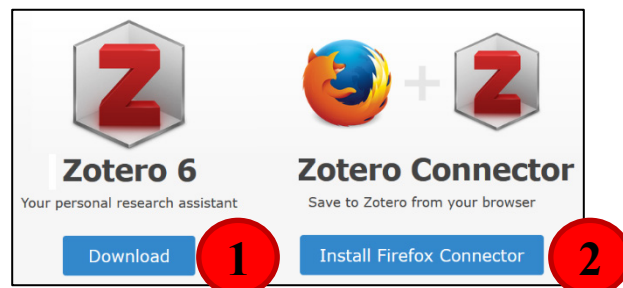 Z
Z
Zotero 6
Your personal research assistant
Download
1
Zotero Connector
Save to Zotero from your browser
Install Firefox Connector
2